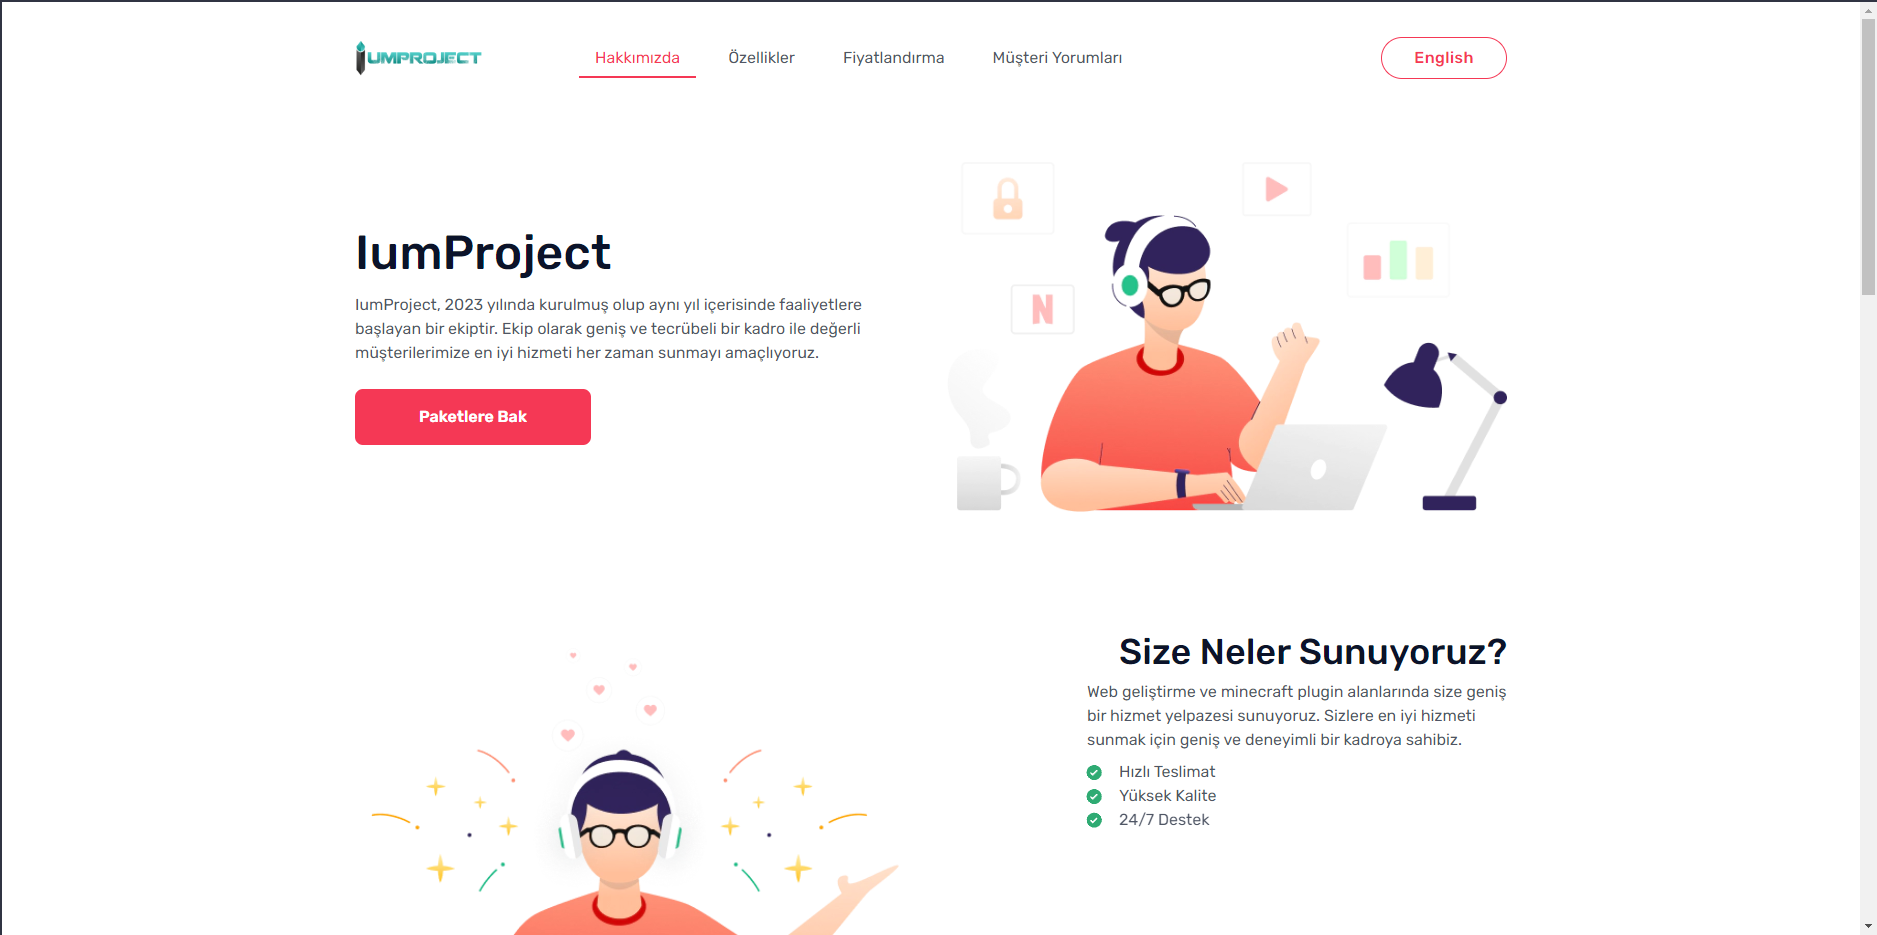 IUMPROJECT
Hakkımızda
Özellikler
Fiyatlandırma
Müşteri Yorumları
English
N
IumProject
IumProject, 2023 yılında kurulmuş olup aynı yıl içerisinde faaliyetlere
başlayan bir ekiptir. Ekip olarak geniş ve tecrübeli bir kadro ile değerli
müşterilerimize en iyi hizmeti her zaman sunmayı amaçlıyoruz.
Paketlere Bak
Size Neler Sunuyoruz?
Web geliştirme ve minecraft plugin alanlarında size geniş
bir hizmet yelpazesi sunuyoruz. Sizlere en iyi hizmeti
sunmak için geniş ve deneyimli bir kadroya sahibiz.
Hızlı Teslimat
Yüksek Kalite
24/7 Destek